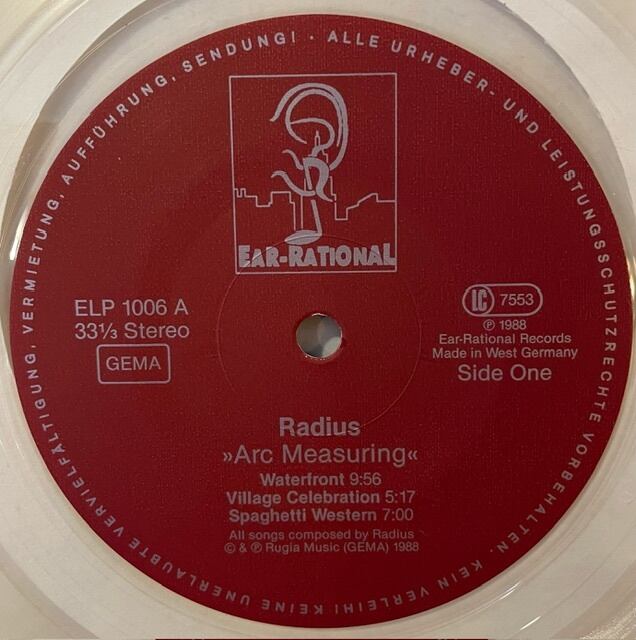 ALLE URHEBER- UND LEISTUNGSSCHUTZRECHTE VORBEHALTEN · KEIN VERLEIH! KEINE UNERLAUBTE VERVIELFÄLTIGUNG, VERMIETUNG, AUFFÜHRUNG, SENDUNG! ·
EAR-RATIONAL
ELP 1006 A
33⅓ Stereo
GEMA
LC 7553
℗ 1988
Ear-Rational Records
Made in West Germany
Side One
Radius
»Arc Measuring«
Waterfront 9:56
Village Celebration 5:17
Spaghetti Western 7:00
All songs composed by Radius
© & ℗ Rugia Music (GEMA) 1988